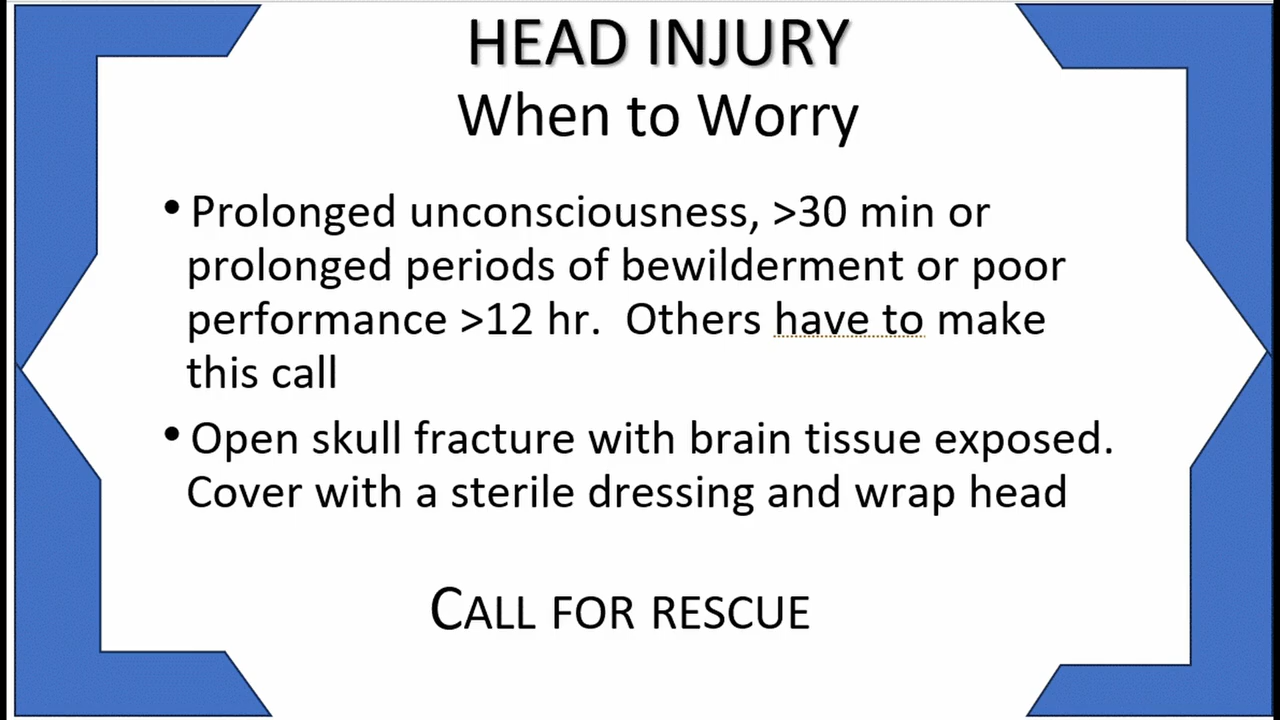 HEAD INJURY
When to Worry
• Prolonged unconsciousness, >30 min or
prolonged periods of bewilderment or poor
performance >12 hr.  Others have to make
this call
• Open skull fracture with brain tissue exposed.
Cover with a sterile dressing and wrap head
CALL FOR RESCUE